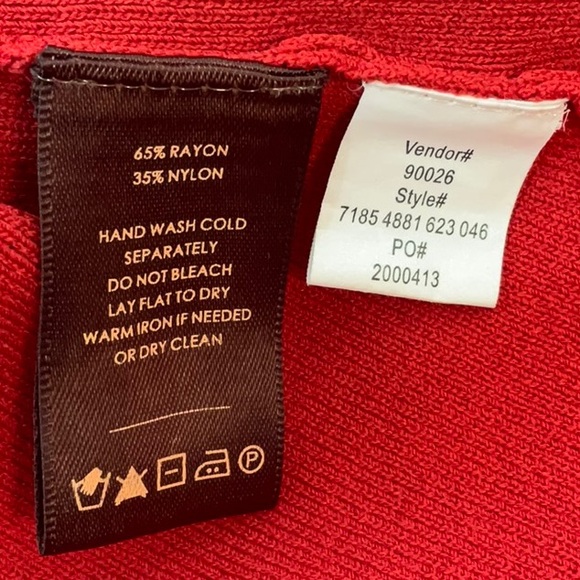 65% RAYON
35% NYLON
HAND WASH COLD
SEPARATELY
DO NOT BLEACH
LAY FLAT TO DRY
WARM IRON IF NEEDED
OR DRY CLEAN
P
Vendor#
90026
Style#
7185 4881 623 046
PO#
2000413